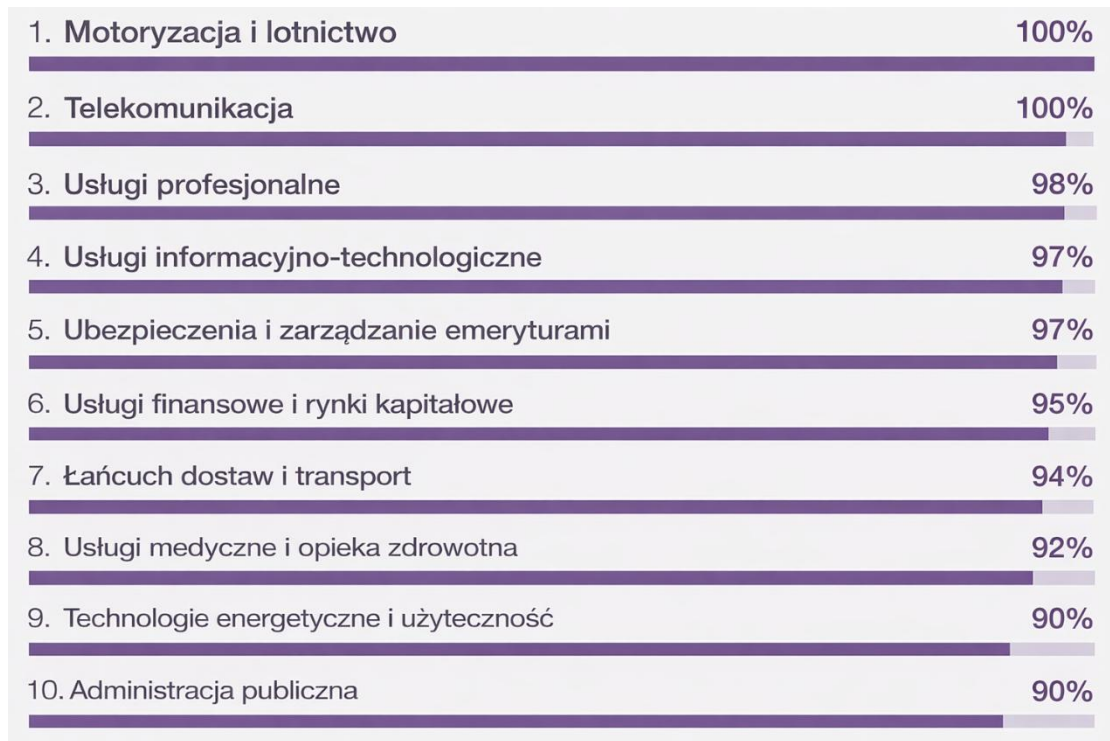 1. Motoryzacja i lotnictwo 100%
2. Telekomunikacja 100%
3. Usługi profesjonalne 98%
4. Usługi informacyjno-technologiczne 97%
5. Ubezpieczenia i zarządzanie emeryturami 97%
6. Usługi finansowe i rynki kapitałowe 95%
7. Łańcuch dostaw i transport 94%
8. Usługi medyczne i opieka zdrowotna 92%
9. Technologie energetyczne i użyteczność 90%
10. Administracja publiczna 90%